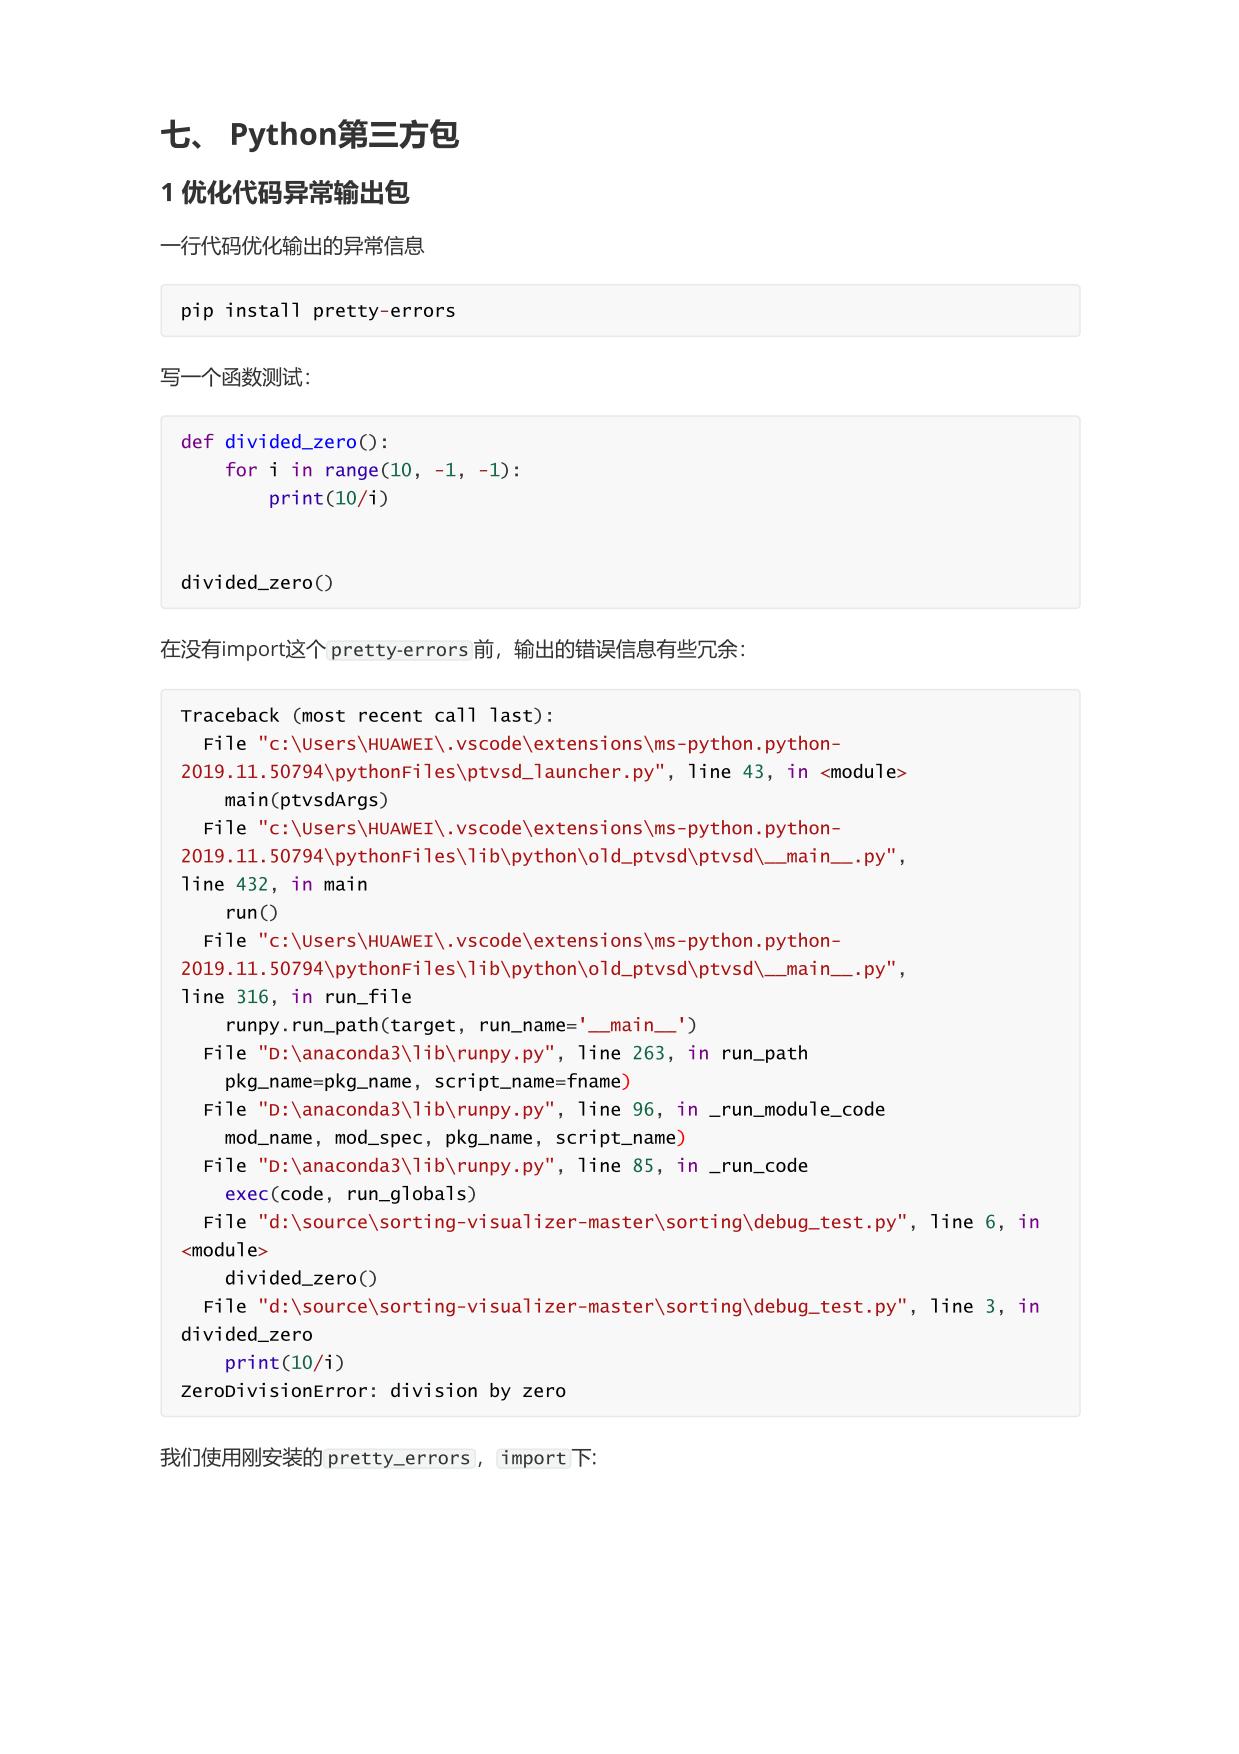 七、 Python第三方包
1 优化代码异常输出包
一行代码优化输出的异常信息
pip install pretty-errors
写一个函数测试：
def divided_zero():
    for i in range(10, -1, -1):
        print(10/i)
divided_zero()
在没有import这个pretty-errors前，输出的错误信息有些冗余：
Traceback (most recent call last):
  File "c:\Users\HUAWEI\.vscode\extensions\ms-python.python-
2019.11.50794\pythonFiles\ptvsd_launcher.py", line 43, in <module>
    main(ptvsdArgs)
  File "c:\Users\HUAWEI\.vscode\extensions\ms-python.python-
2019.11.50794\pythonFiles\lib\python\old_ptvsd\ptvsd\__main__.py",
line 432, in main
    run()
  File "c:\Users\HUAWEI\.vscode\extensions\ms-python.python-
2019.11.50794\pythonFiles\lib\python\old_ptvsd\ptvsd\__main__.py",
line 316, in run_file
    runpy.run_path(target, run_name='__main__')
  File "D:\anaconda3\lib\runpy.py", line 263, in run_path
    pkg_name=pkg_name, script_name=fname)
  File "D:\anaconda3\lib\runpy.py", line 96, in _run_module_code
    mod_name, mod_spec, pkg_name, script_name)
  File "D:\anaconda3\lib\runpy.py", line 85, in _run_code
    exec(code, run_globals)
  File "d:\source\sorting-visualizer-master\sorting\debug_test.py", line 6, in
<module>
    divided_zero()
  File "d:\source\sorting-visualizer-master\sorting\debug_test.py", line 3, in
divided_zero
    print(10/i)
ZeroDivisionError: division by zero
我们使用刚安装的pretty_errors，import下: